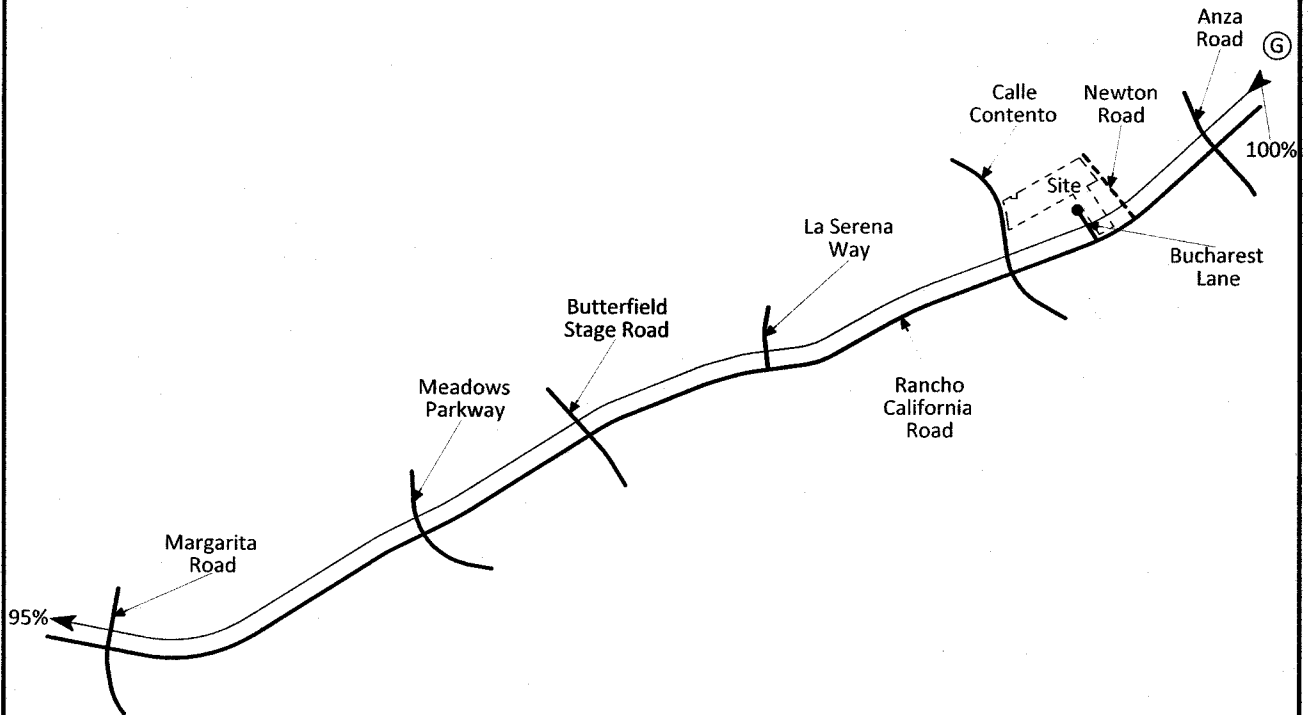 Anza
Road
G
Calle
Contento
Newton
Road
100%
Site
La Serena
Way
Bucharest
Lane
Butterfield
Stage Road
Meadows
Parkway
Rancho
California
Road
Margarita
Road
95%